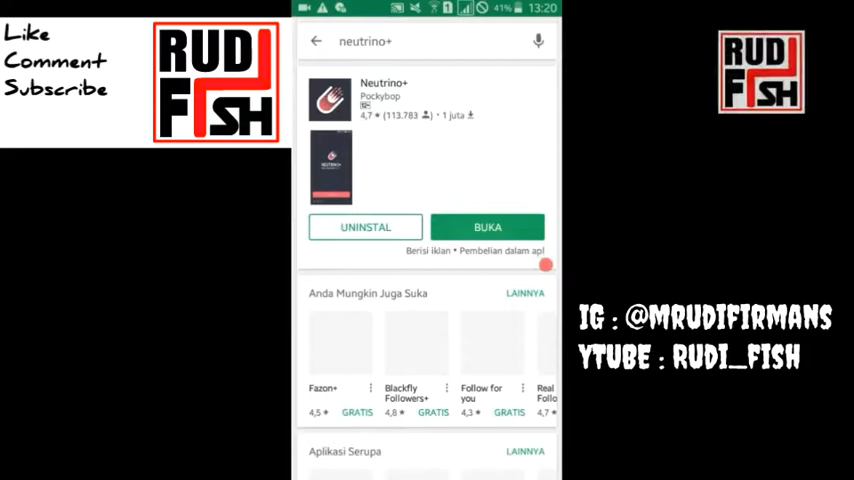 Like
Comment
Subscribe
RUDI
FISH
41% 13:20
neutrino+
Neutrino+
Pockybop
4,7 ★ (113.783 ) • 1 juta
NEUTRINO+
UNINSTAL
BUKA
Berisi iklan • Pembelian dalam apl
Anda Mungkin Juga Suka
LAINNYA
Fazon+
4,5 ★ GRATIS
Blackfly
Followers+
4,8 ★ GRATIS
Follow for
you
4,3 ★ GRATIS
Real
Follo
4,7 ★
Aplikasi Serupa
LAINNYA
RUDI
FISH
IG : @MRUDIFIRMANS
YTUBE : RUDI_FISH